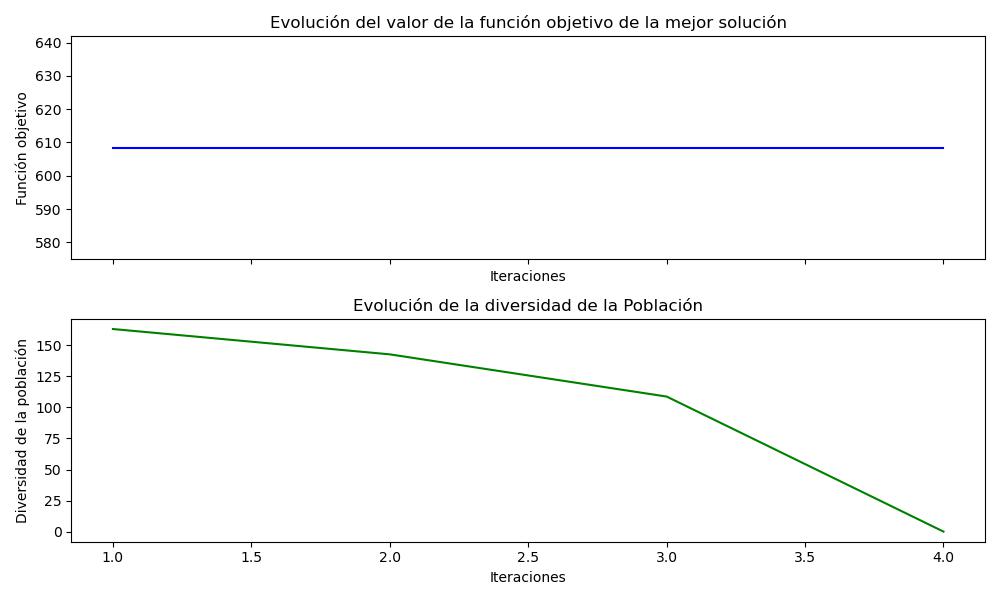 Evolución del valor de la función objetivo de la mejor solución
640
630
620
610
600
590
580
Función objetivo
Iteraciones
Evolución de la diversidad de la Población
150
125
100
75
50
25
0
Diversidad de la población
1.0 1.5 2.0 2.5 3.0 3.5 4.0
Iteraciones